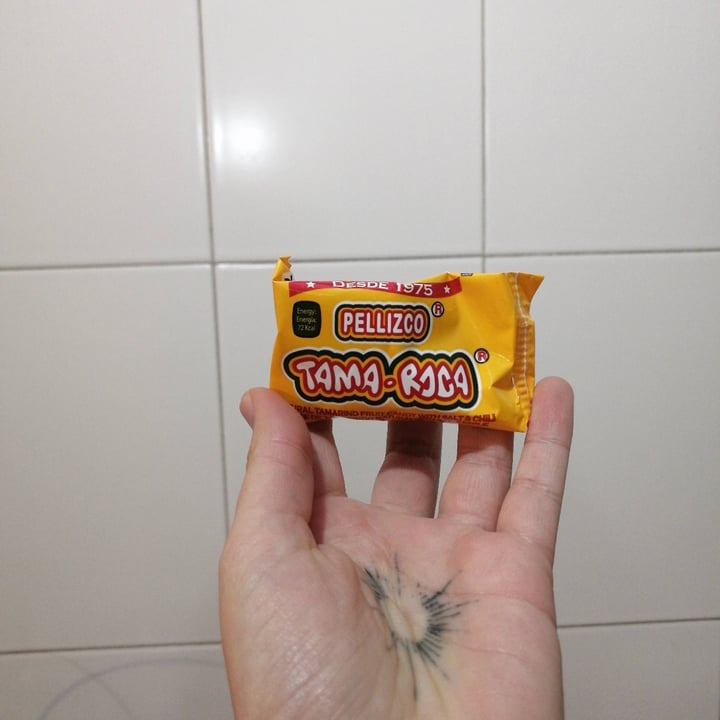 DESDE 1975
Energy:
Energía:
72 Kcal
PELLIZCO ®
TAMA·ROCA ®
TAMARIND FRUIT CANDY WITH SALT & CHILI